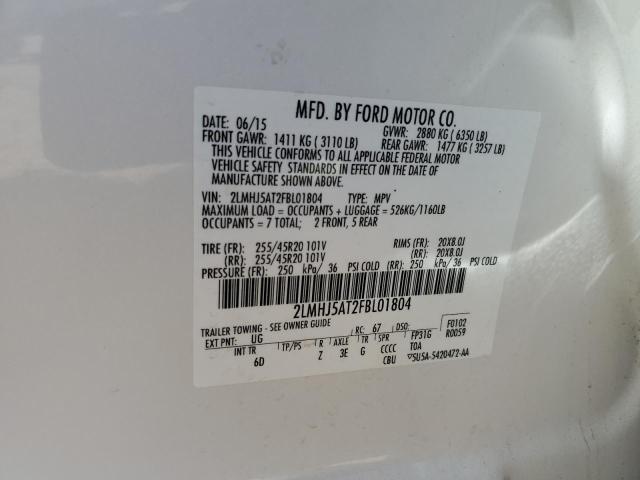 MFD. BY FORD MOTOR CO.
DATE: 06/15 GVWR: 2880 KG ( 6350 LB)
FRONT GAWR: 1411 KG ( 3110 LB) REAR GAWR: 1477 KG ( 3257 LB)
THIS VEHICLE CONFORMS TO ALL APPLICABLE FEDERAL MOTOR
VEHICLE SAFETY STANDARDS IN EFFECT ON THE DATE OF
MANUFACTURE SHOWN ABOVE.
VIN: 2LMHJ5AT2FBL01804 TYPE: MPV
MAXIMUM LOAD = OCCUPANTS + LUGGAGE = 526KG/1160LB
OCCUPANTS = 7 TOTAL; 2 FRONT, 5 REAR
TIRE (FR): 255/45R20 101V RIMS (FR): 20X8.0J
(RR): 255/45R20 101V (RR): 20X8.0J
PRESSURE (FR): 250 kPa/ 36 PSI COLD (RR): 250 kPa/ 36 PSI COLD
2LMHJ5AT2FBL01804
TRAILER TOWING - SEE OWNER GUIDE
EXT PNT: UG RC: 67 DSO: FP31G F0102
R0059
INT TR TP/PS R AXLE TR SPR TOA
6D Z 3E G CCCC
CBU 5U5A-5420472-AA